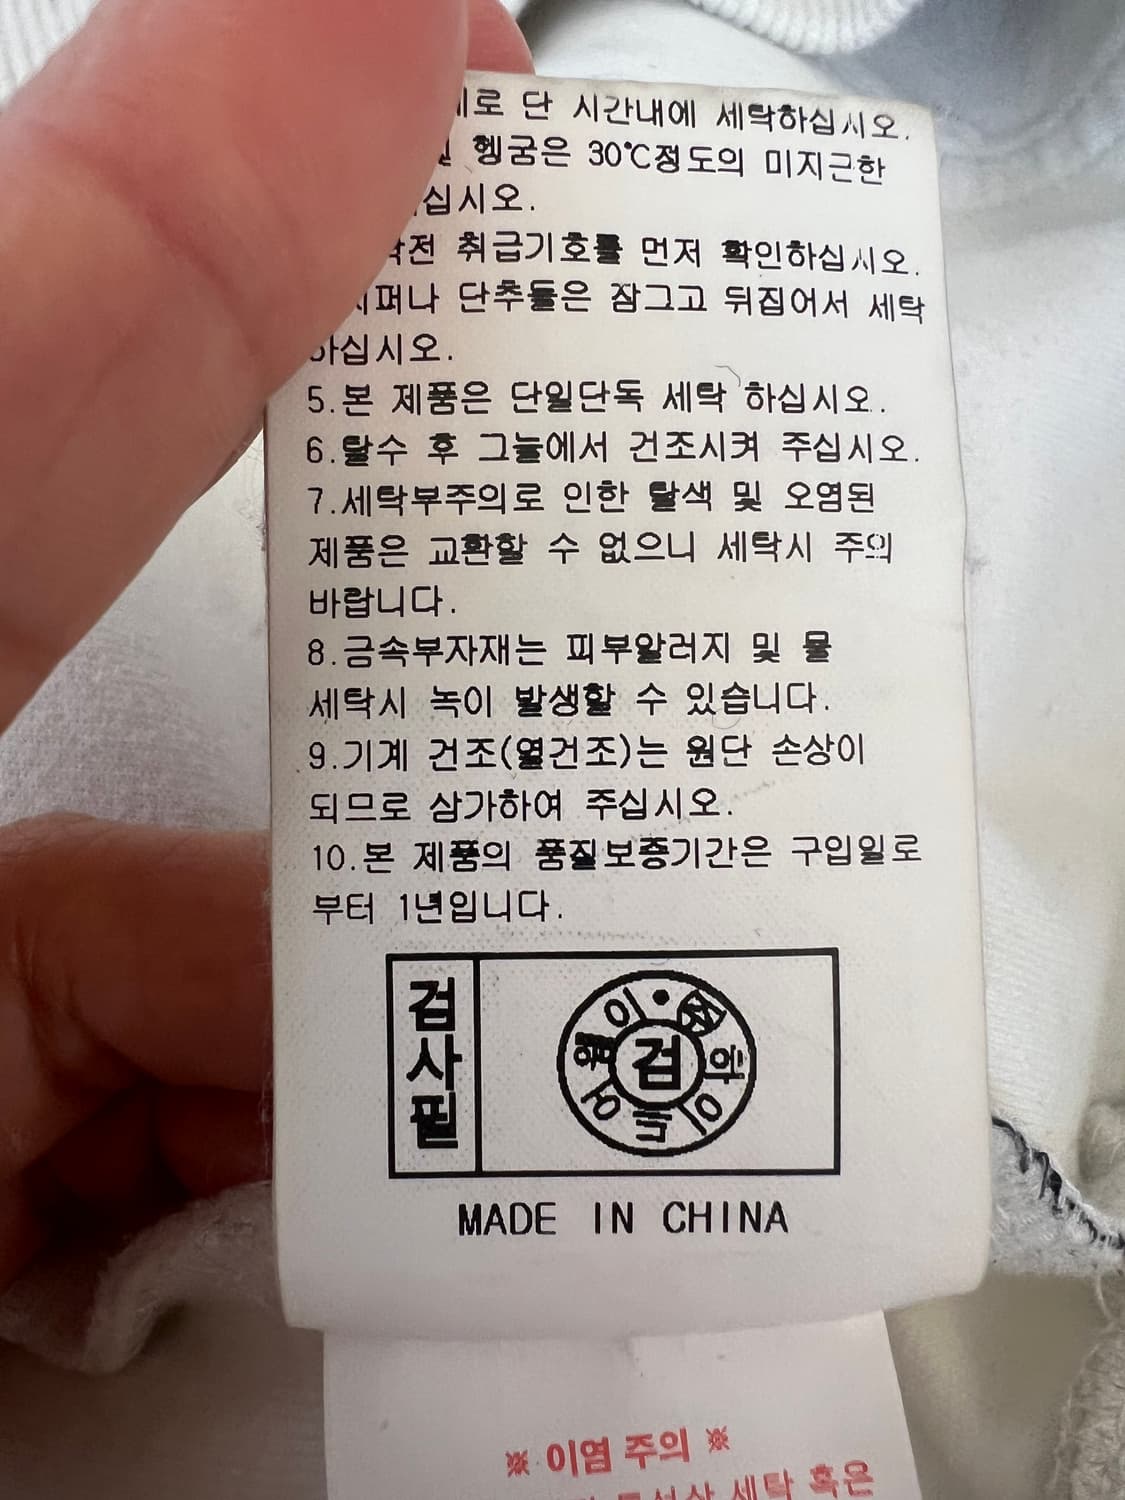 단 시간내에 세탁하십시오.
헹굼은 30℃정도의 미지근한
십시오.
취급기호를 먼저 확인하십시오.
단추들은 잠그고 뒤집어서 세탁
하십시오.
5.본 제품은 단일단독 세탁 하십시오.
6.탈수 후 그늘에서 건조시켜 주십시오.
7.세탁부주의로 인한 탈색 및 오염된
제품은 교환할 수 없으니 세탁시 주의
바랍니다.
8.금속부자재는 피부알러지 및 물
세탁시 녹이 발생할 수 있습니다.
9.기계 건조(열건조)는 원단 손상이
되므로 삼가하여 주십시오.
10.본 제품의 품질보증기간은 구입일로
부터 1년입니다.
검사필
검
MADE IN CHINA
※ 이염 주의 ※
세탁 혹은